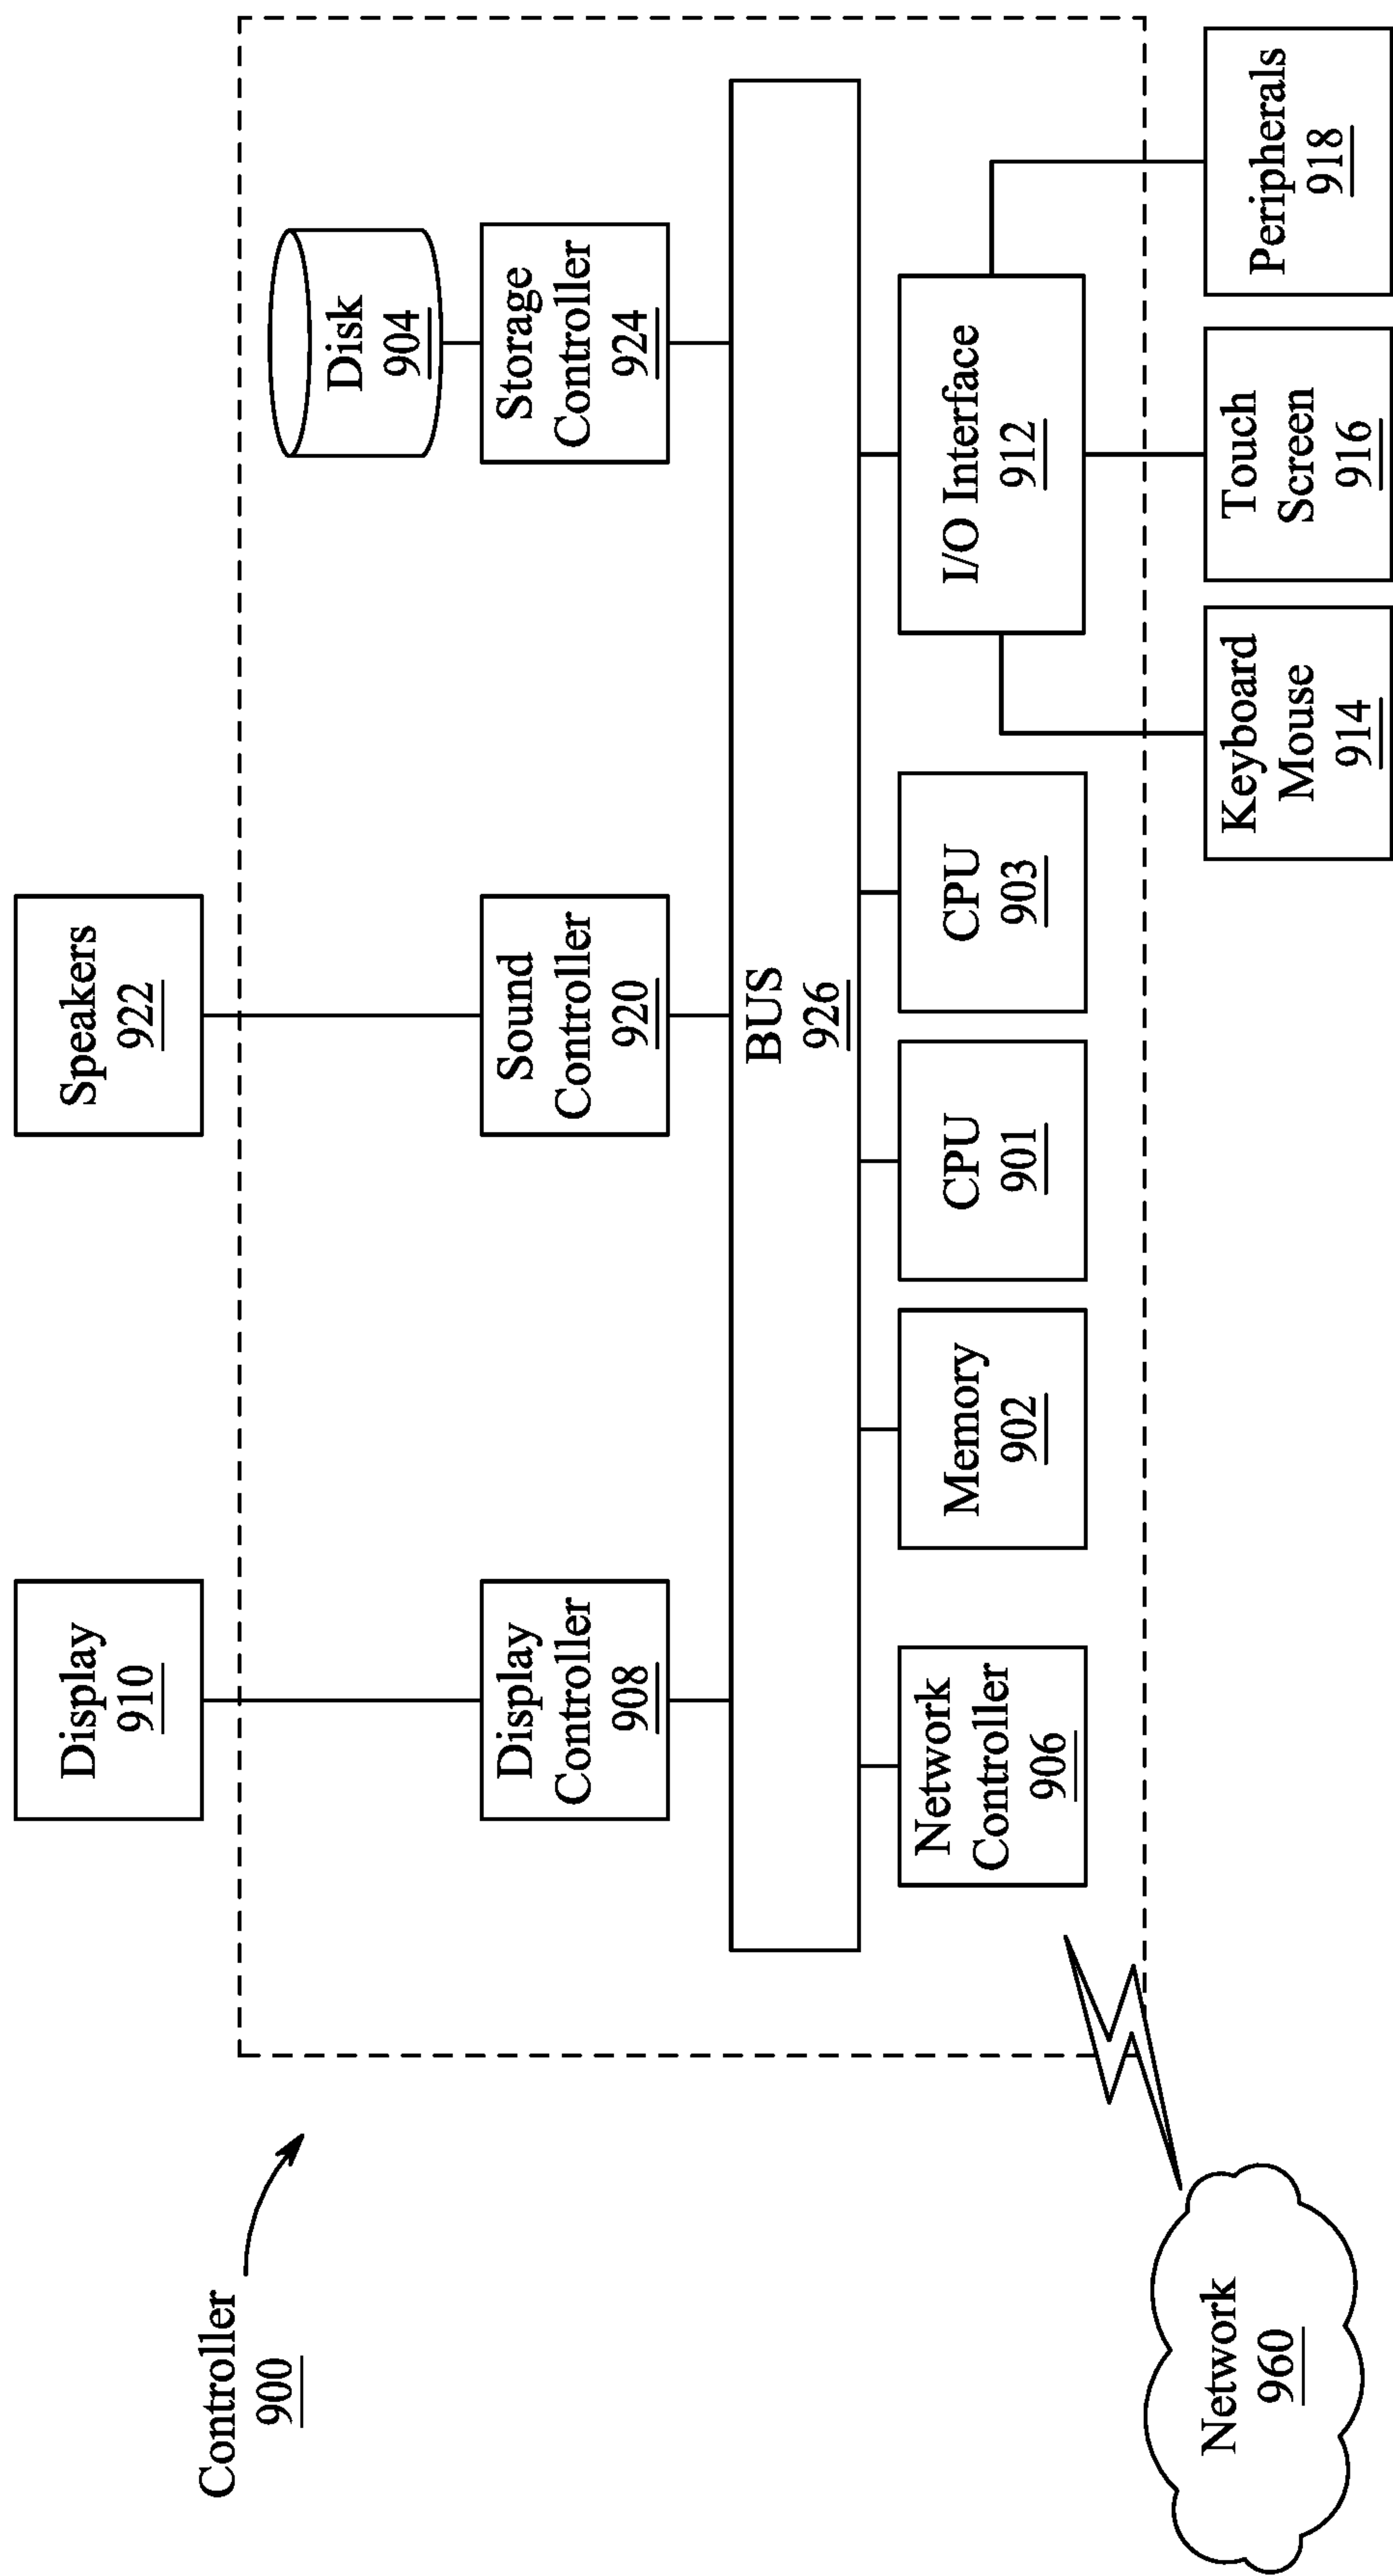 Controller
900
Display
910
Speakers
922
Disk
904
Display
Controller
908
Sound
Controller
920
Storage
Controller
924
BUS
926
Network
Controller
906
Memory
902
CPU
901
CPU
903
I/O Interface
912
Network
960
Keyboard
Mouse
914
Touch
Screen
916
Peripherals
918